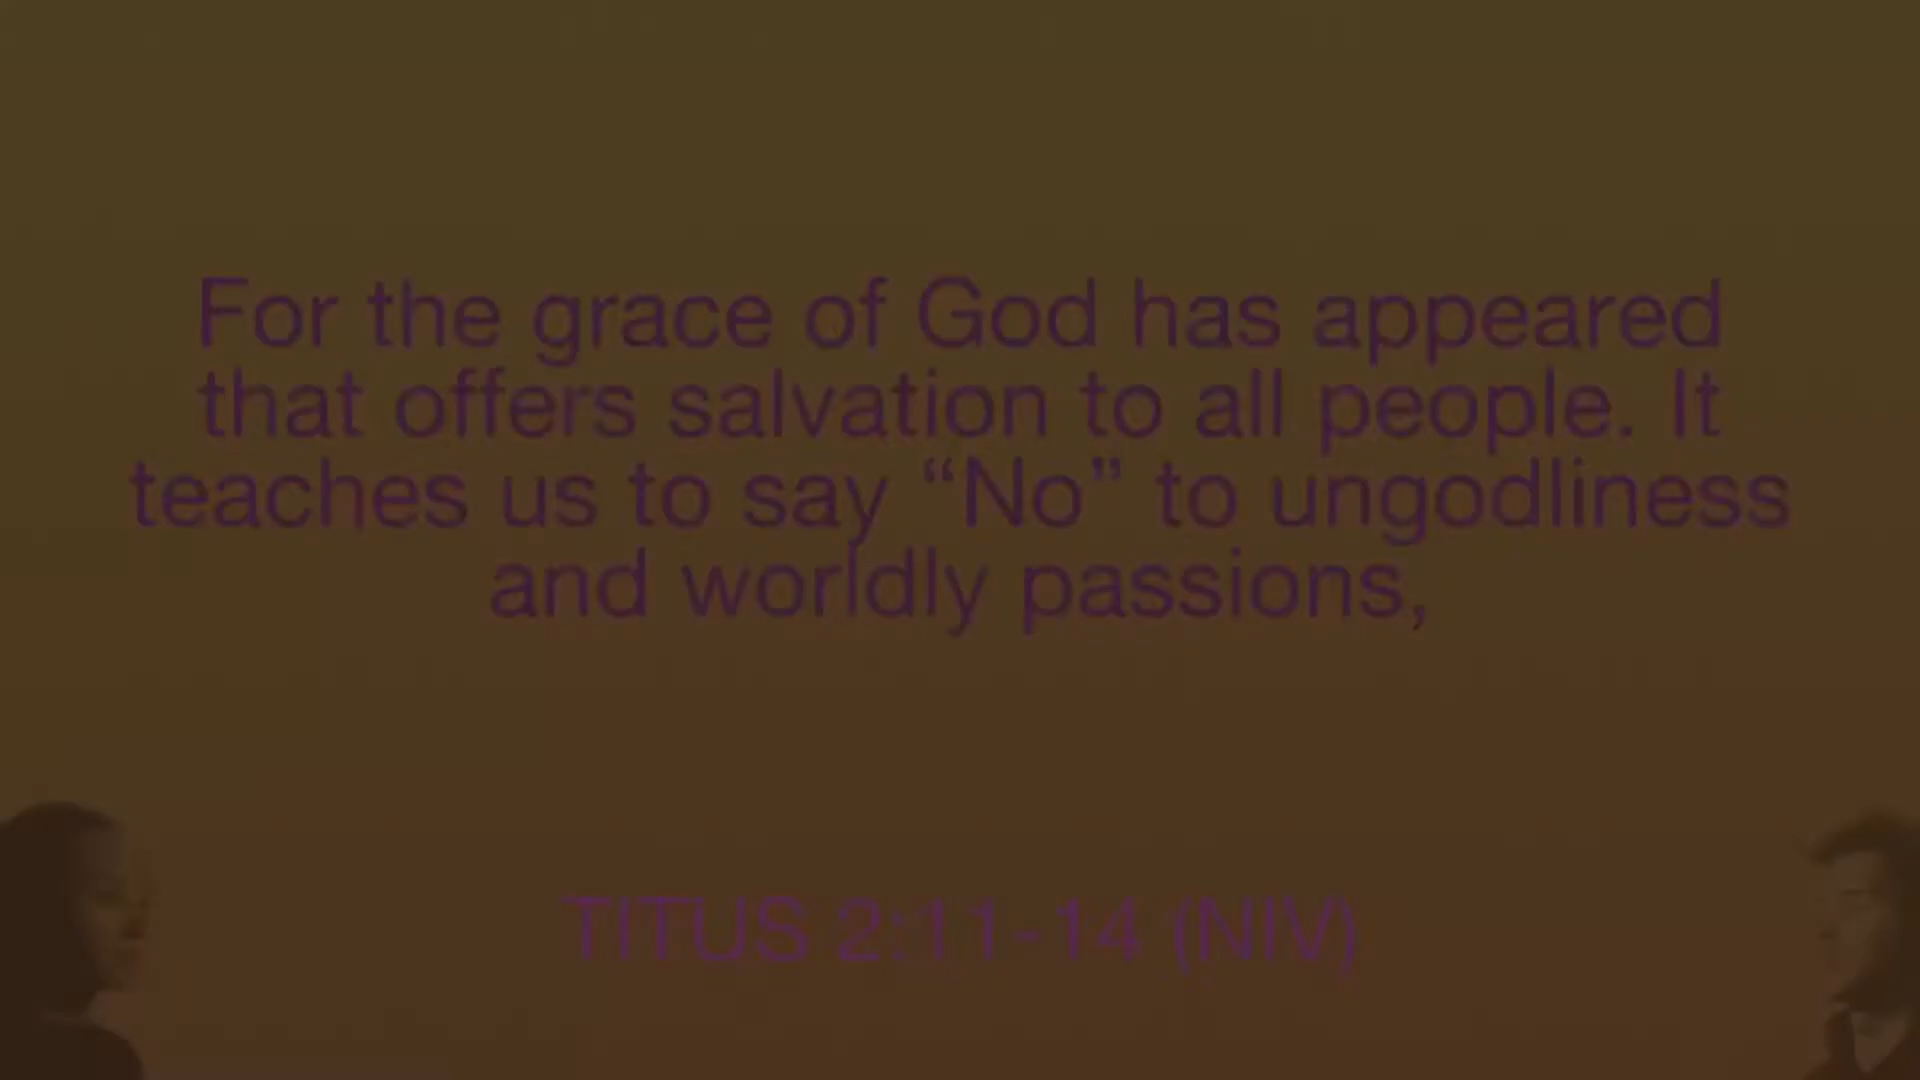 For the grace of God has appeared
that offers salvation to all people. It
teaches us to say “No” to ungodliness
and worldly passions,
TITUS 2:11-14 (NIV)